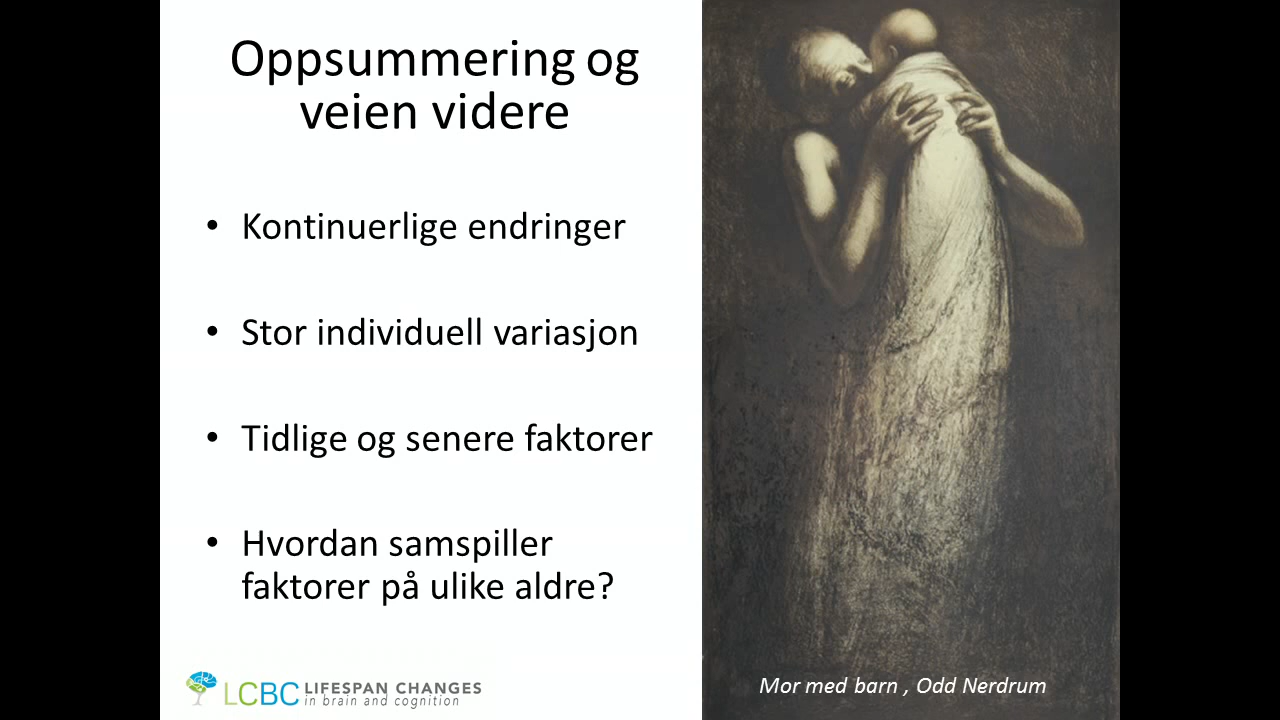 Oppsummering og
veien videre
• Kontinuerlige endringer
• Stor individuell variasjon
• Tidlige og senere faktorer
• Hvordan samspiller
faktorer på ulike aldre?
LCBC LIFESPAN CHANGES
in brain and cognition
Mor med barn , Odd Nerdrum